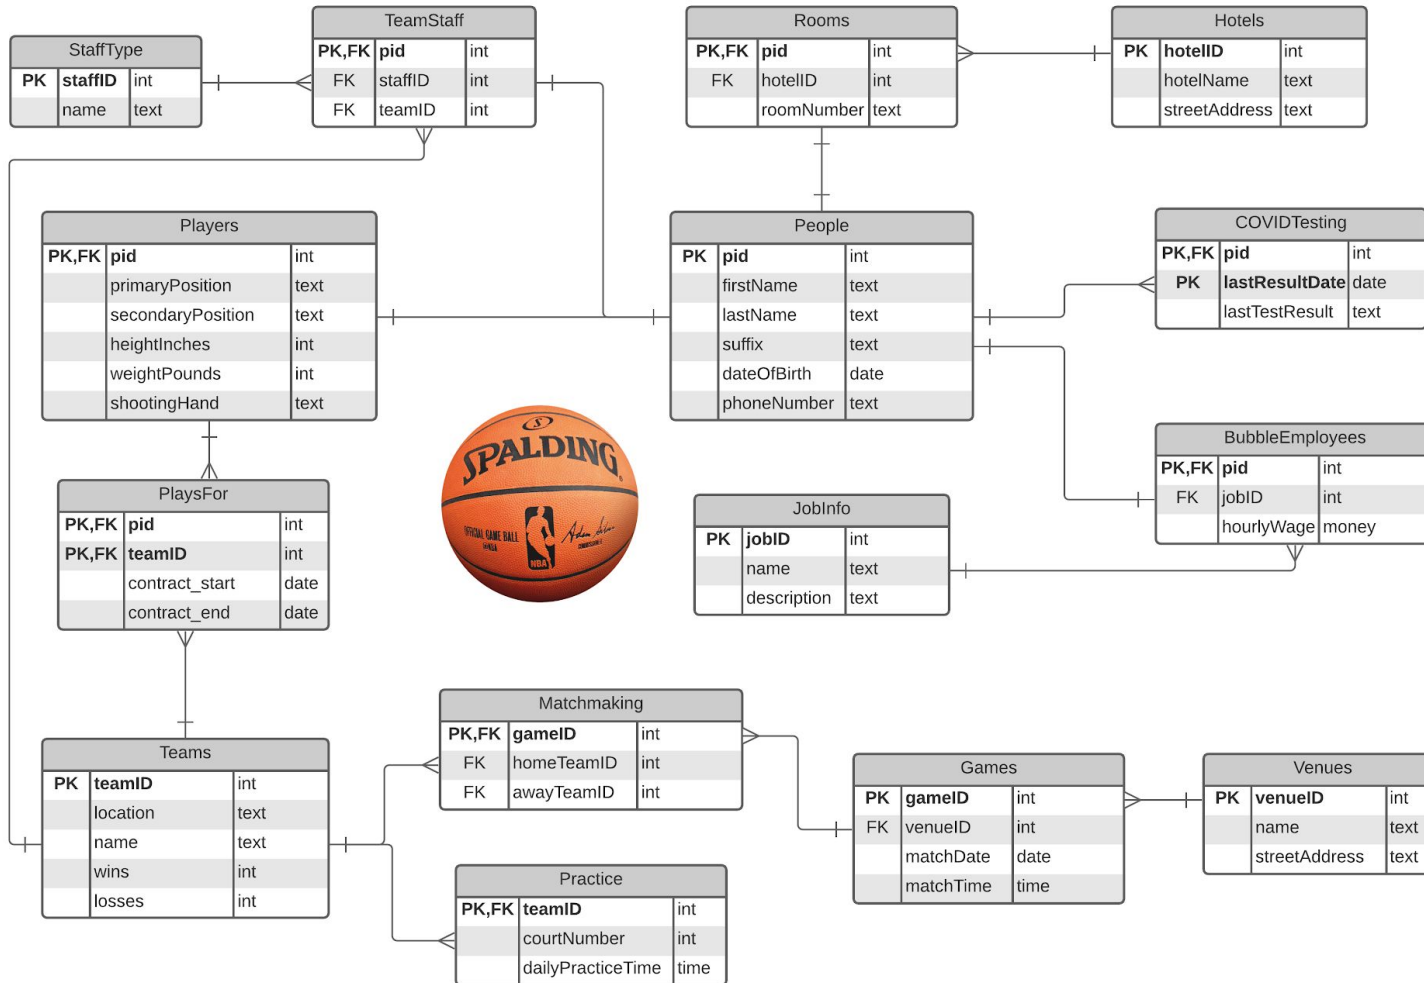 StaffType
PK staffID int
name text
TeamStaff
PK,FK pid int
FK staffID int
FK teamID int
Rooms
PK,FK pid int
FK hotelID int
roomNumber text
Hotels
PK hotelID int
hotelName text
streetAddress text
Players
PK,FK pid int
primaryPosition text
secondaryPosition text
heightInches int
weightPounds int
shootingHand text
People
PK pid int
firstName text
lastName text
suffix text
dateOfBirth date
phoneNumber text
COVIDTesting
PK,FK pid int
PK lastResultDate date
lastTestResult text
S
SPALDING
OFFICIAL GAME BALL
NBA
BubbleEmployees
PK,FK pid int
FK jobID int
hourlyWage money
PlaysFor
PK,FK pid int
PK,FK teamID int
contract_start date
contract_end date
JobInfo
PK jobID int
name text
description text
Teams
PK teamID int
location text
name text
wins int
losses int
Matchmaking
PK,FK gameID int
FK homeTeamID int
FK awayTeamID int
Games
PK gameID int
FK venueID int
matchDate date
matchTime time
Venues
PK venueID int
name text
streetAddress text
Practice
PK,FK teamID int
courtNumber int
dailyPracticeTime time